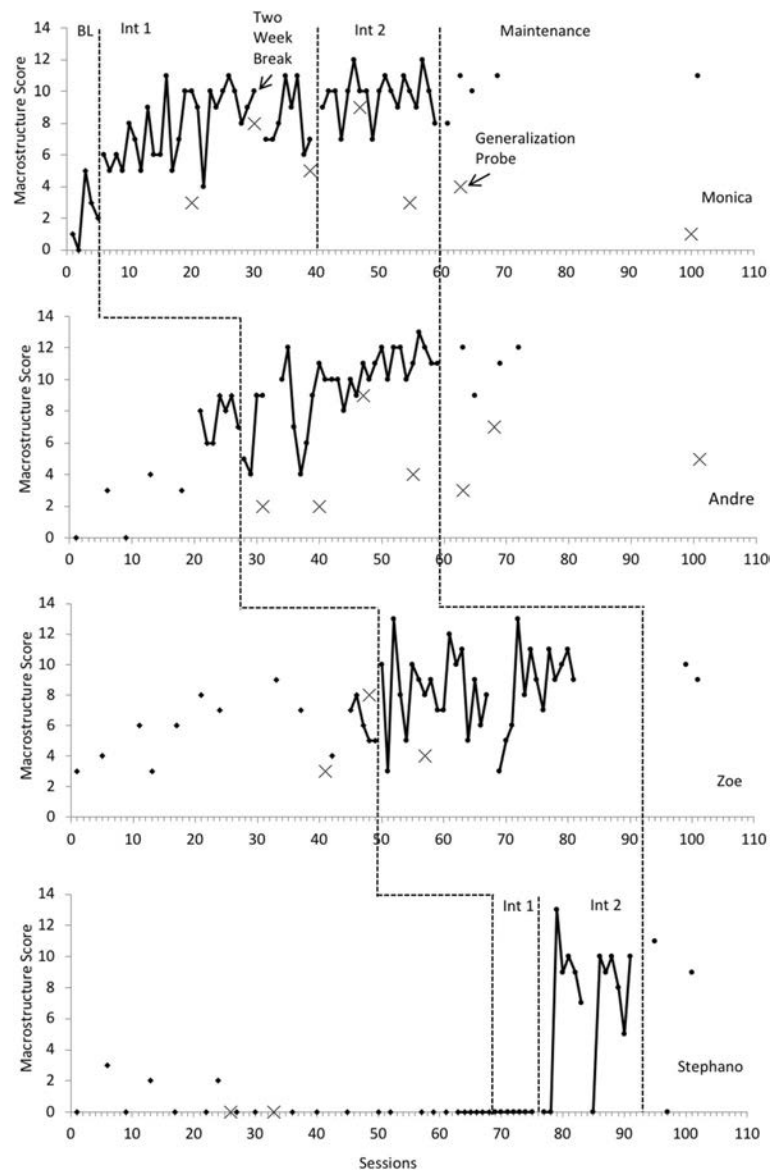 BL
Int 1
Two
Week
Break
Int 2
Maintenance
Generalization
Probe
Monica
Macrostructure Score
14
12
10
8
6
4
2
0
0 10 20 30 40 50 60 70 80 90 100 110
Macrostructure Score
14
12
10
8
6
4
2
0
Andre
0 10 20 30 40 50 60 70 80 90 100 110
Macrostructure Score
14
12
10
8
6
4
2
0
Zoe
0 10 20 30 40 50 60 70 80 90 100 110
Macrostructure Score
14
12
10
8
6
4
2
0
Int 1
Int 2
Stephano
0 10 20 30 40 50 60 70 80 90 100 110
Sessions